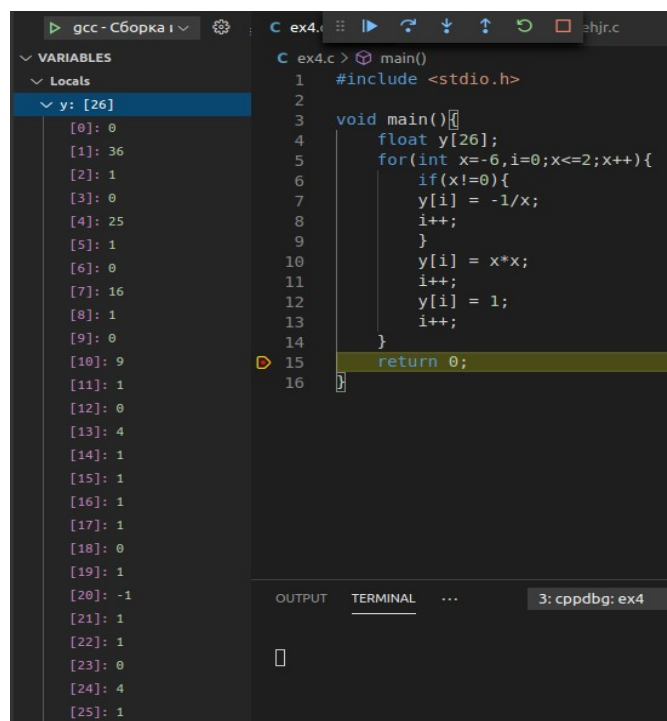 gcc - Сборка
VARIABLES
Locals
y: [26]
[0]: 0
[1]: 36
[2]: 1
[3]: 0
[4]: 25
[5]: 1
[6]: 0
[7]: 16
[8]: 1
[9]: 0
[10]: 9
[11]: 1
[12]: 0
[13]: 4
[14]: 1
[15]: 1
[16]: 1
[17]: 1
[18]: 0
[19]: 1
[20]: -1
[21]: 1
[22]: 1
[23]: 0
[24]: 4
[25]: 1
C ex4. ehjr.c
C ex4.c > main()
1 #include <stdio.h>
2
3 void main(){
4 float y[26];
5 for(int x=-6,i=0;x<=2;x++){
6 if(x!=0){
7 y[i] = -1/x;
8 i++;
9 }
10 y[i] = x*x;
11 i++;
12 y[i] = 1;
13 i++;
14 }
15 return 0;
16 }
OUTPUT TERMINAL ... 3: cppdbg: ex4